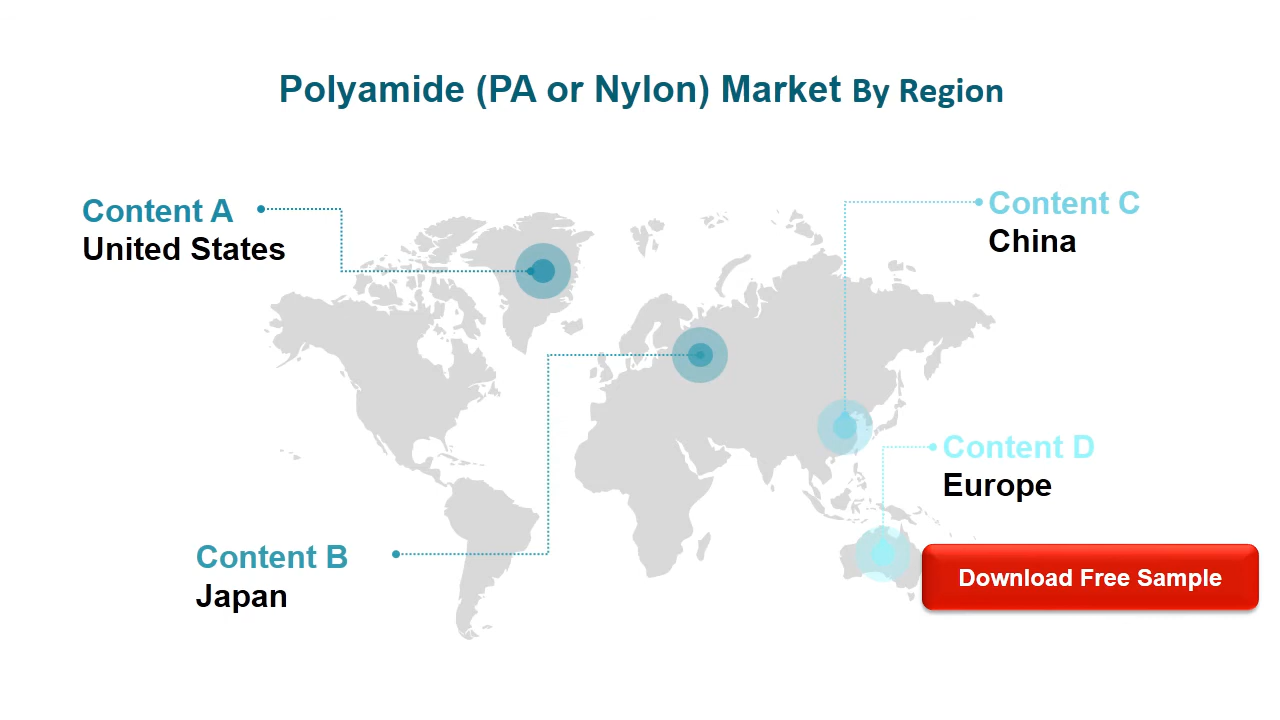 Polyamide (PA or Nylon) Market By Region
Content A
United States
Content C
China
Content D
Europe
Content B
Japan
Download Free Sample